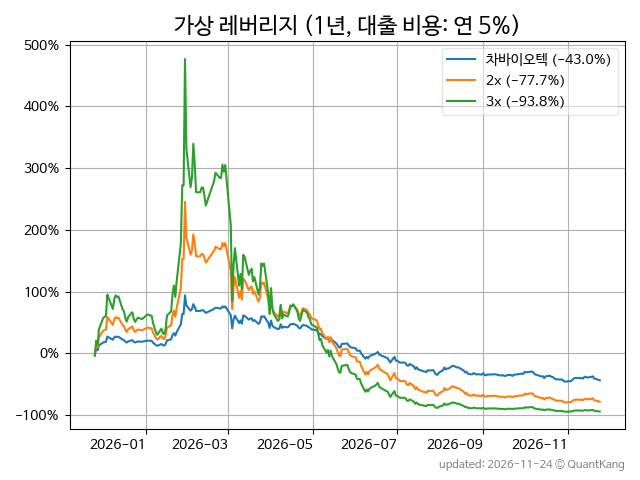 가상 레버리지 (1년, 대출 비용: 연 5%)
500%
400%
300%
200%
100%
0%
−100%
차바이오텍 (-43.0%)
2x (-77.7%)
3x (-93.8%)
2026-01
2026-03
2026-05
2026-07
2026-09
2026-11
updated: 2026-11-24 © QuantKang